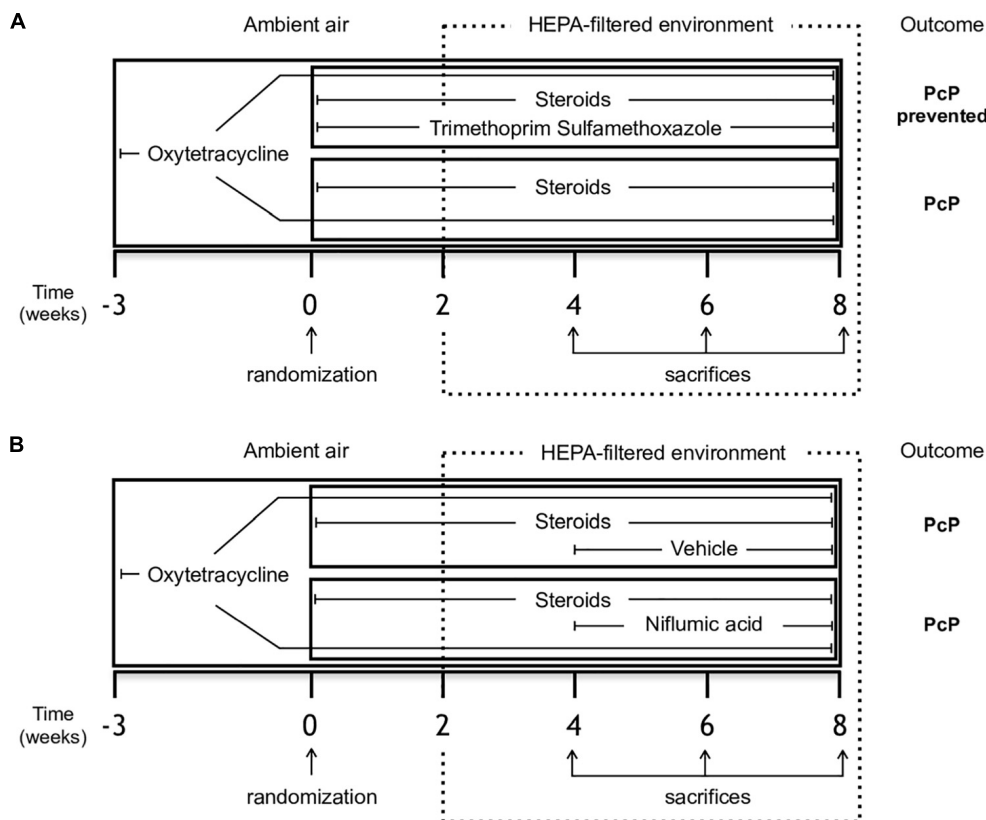 A
Ambient air
HEPA-filtered environment
Outcome
Steroids
PcP
prevented
Trimethoprim Sulfamethoxazole
Oxytetracycline
Steroids
PcP
Time
(weeks)
-3 0 2 4 6 8
randomization
sacrifices
B
Ambient air
HEPA-filtered environment
Outcome
Steroids
PcP
Vehicle
Oxytetracycline
Steroids
Niflumic acid
PcP
Time
(weeks)
-3 0 2 4 6 8
randomization
sacrifices